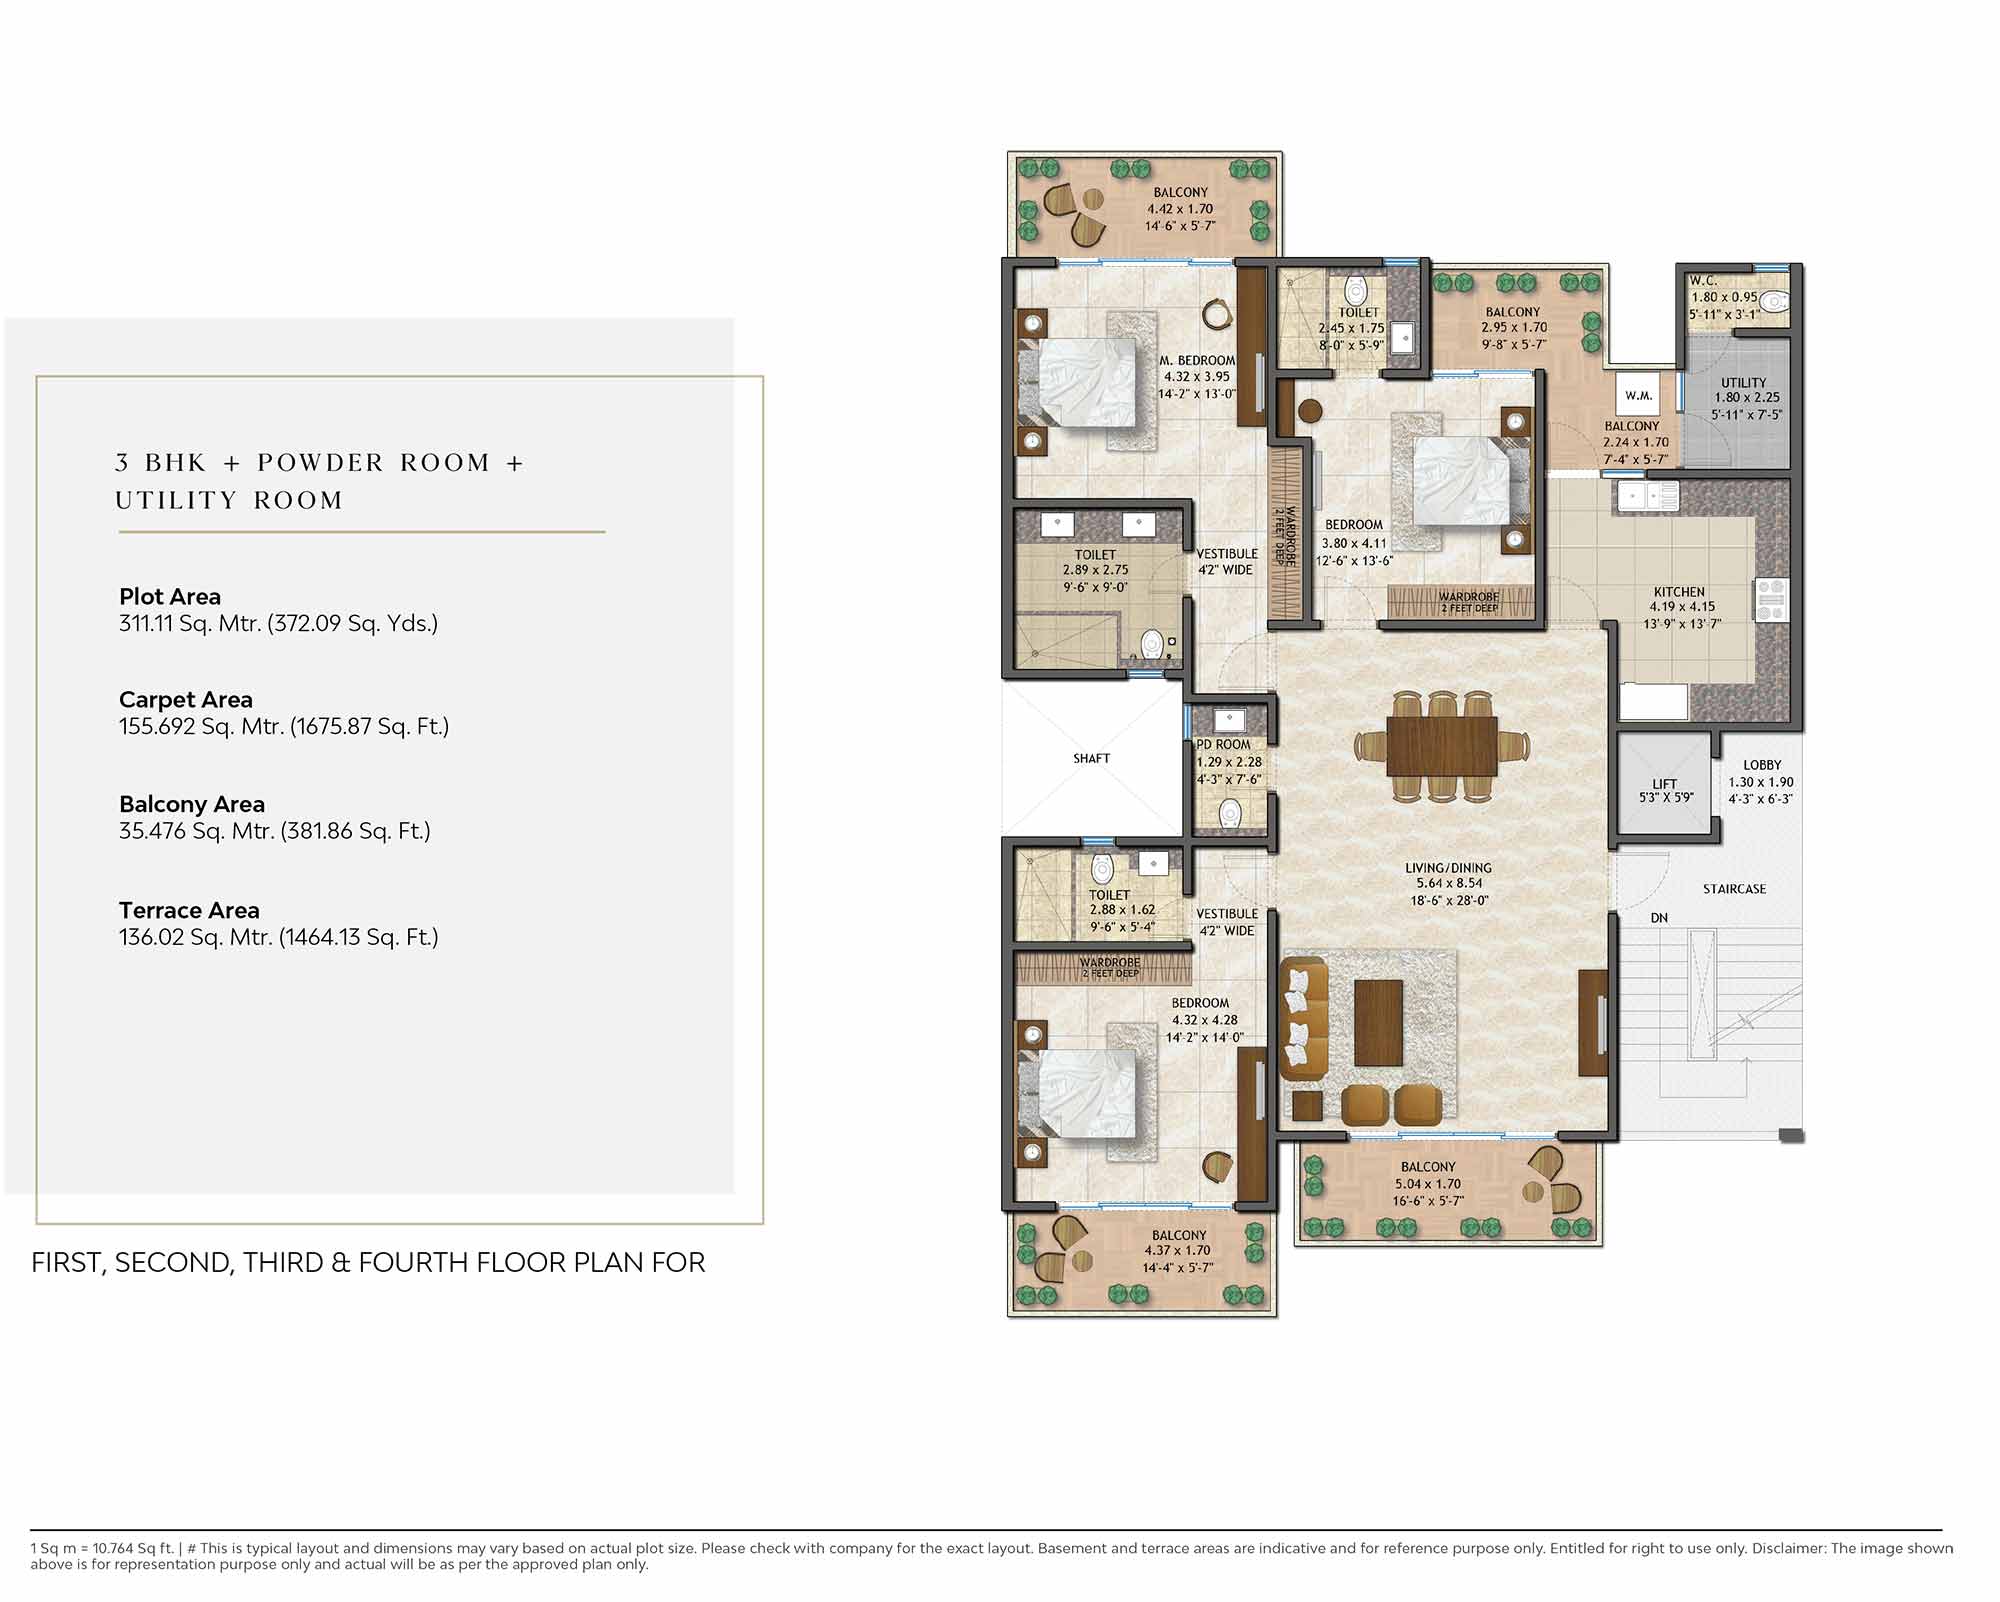 3 BHK + POWDER ROOM +
UTILITY ROOM
Plot Area
311.11 Sq. Mtr. (372.09 Sq. Yds.)
Carpet Area
155.692 Sq. Mtr. (1675.87 Sq. Ft.)
Balcony Area
35.476 Sq. Mtr. (381.86 Sq. Ft.)
Terrace Area
136.02 Sq. Mtr. (1464.13 Sq. Ft.)
FIRST, SECOND, THIRD & FOURTH FLOOR PLAN FOR
BALCONY
4.42 x 1.70
14'-6" x 5'-7"
M. BEDROOM
4.32 x 3.95
14'-2" x 13'-0"
TOILET
2.45 x 1.75
8'-0" x 5'-9"
BALCONY
2.95 x 1.70
9'-8" x 5'-7"
W.C.
1.80 x 0.95
5'-11" x 3'-1"
UTILITY
1.80 x 2.25
5'-11" x 7'-5"
W.M.
BALCONY
2.24 x 1.70
7'-4" x 5'-7"
TOILET
2.89 x 2.75
9'-6" x 9'-0"
VESTIBULE
4'2" WIDE
WARDROBE
2 FEET DEEP
BEDROOM
3.80 x 4.11
12'-6" x 13'-6"
WARDROBE
2 FEET DEEP
KITCHEN
4.19 x 4.15
13'-9" x 13'-7"
SHAFT
PD ROOM
1.29 x 2.28
4'-3" x 7'-6"
LIFT
5'3" X 5'9"
LOBBY
1.30 x 1.90
4'-3" x 6'-3"
LIVING/DINING
5.64 x 8.54
18'-6" x 28'-0"
STAIRCASE
DN
TOILET
2.88 x 1.62
9'-6" x 5'-4"
VESTIBULE
4'2" WIDE
WARDROBE
2 FEET DEEP
BEDROOM
4.32 x 4.28
14'-2" x 14'-0"
BALCONY
5.04 x 1.70
16'-6" x 5'-7"
BALCONY
4.37 x 1.70
14'-4" x 5'-7"
1 Sq m = 10.764 Sq ft. | # This is typical layout and dimensions may vary based on actual plot size. Please check with company for the exact layout. Basement and terrace areas are indicative and for reference purpose only. Entitled for right to use only. Disclaimer: The image shown
above is for representation purpose only and actual will be as per the approved plan only.